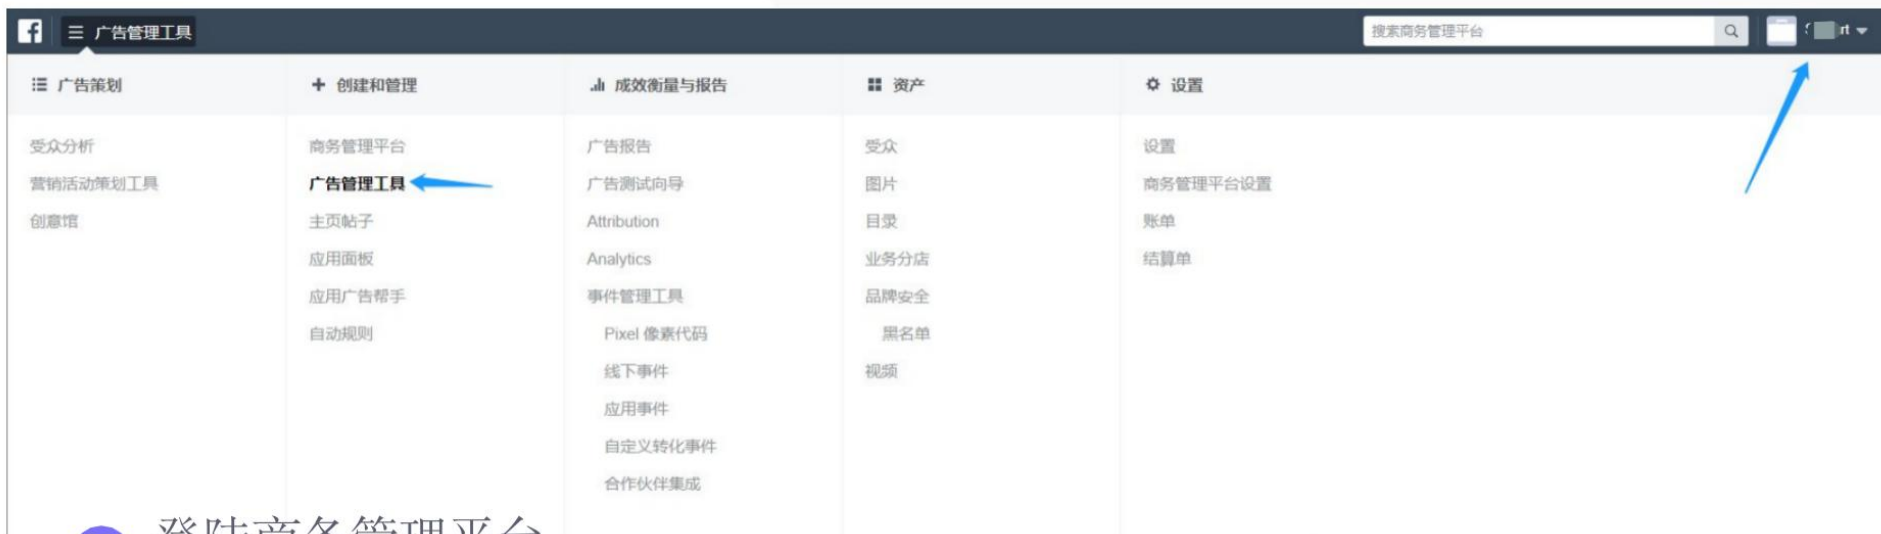 广告管理工具
搜索商务管理平台
广告策划
创建和管理
成效衡量与报告
资产
设置
受众分析
营销活动策划工具
创意馆
商务管理平台
广告管理工具
主页帖子
应用面板
应用广告帮手
自动规则
广告报告
广告测试向导
Attribution
Analytics
事件管理工具
Pixel 像素代码
线下事件
应用事件
自定义转化事件
合作伙伴集成
受众
图片
目录
业务分店
品牌安全
黑名单
视频
设置
商务管理平台设置
账单
结算单
登陆商务管理平台